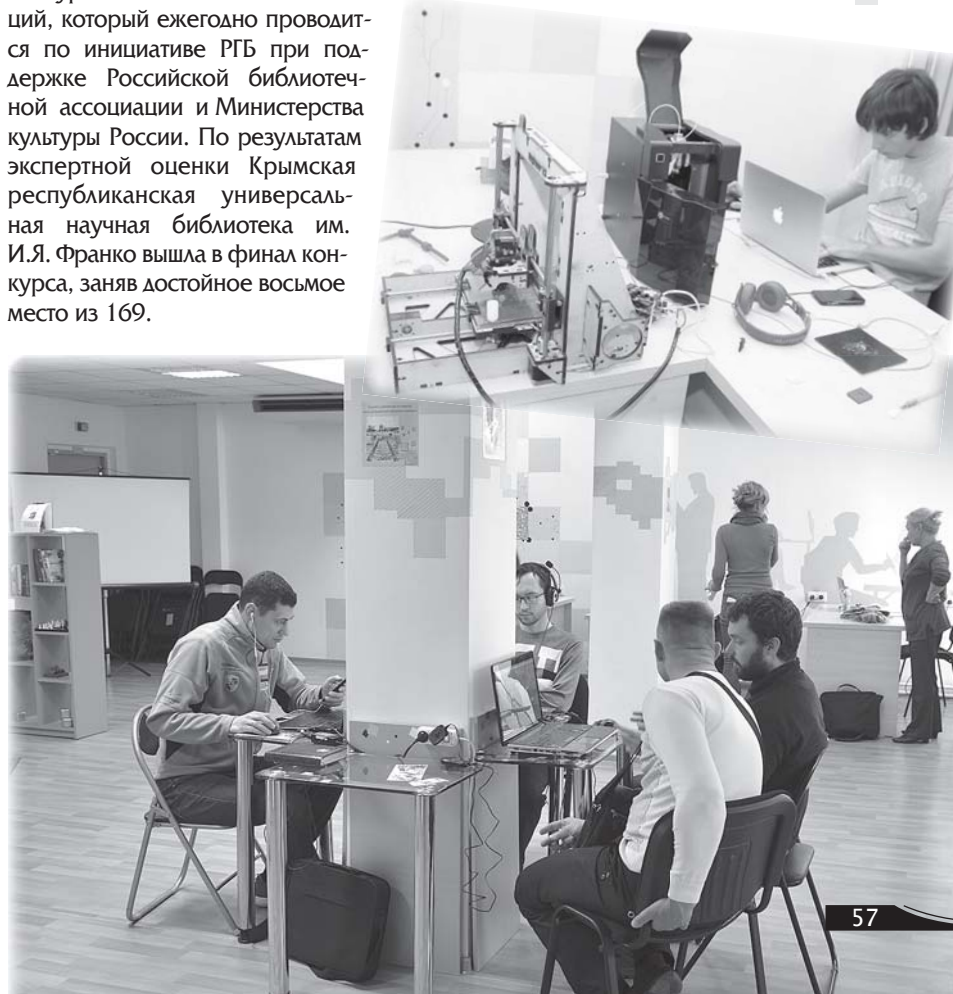 ций, который ежегодно проводит-
ся по инициативе РГБ при под-
держке Российской библиотеч-
ной ассоциации и Министерства
культуры России. По результатам
экспертной оценки Крымская
республиканская универсаль-
ная научная библиотека им.
И.Я. Франко вышла в финал кон-
курса, заняв достойное восьмое
место из 169.
57